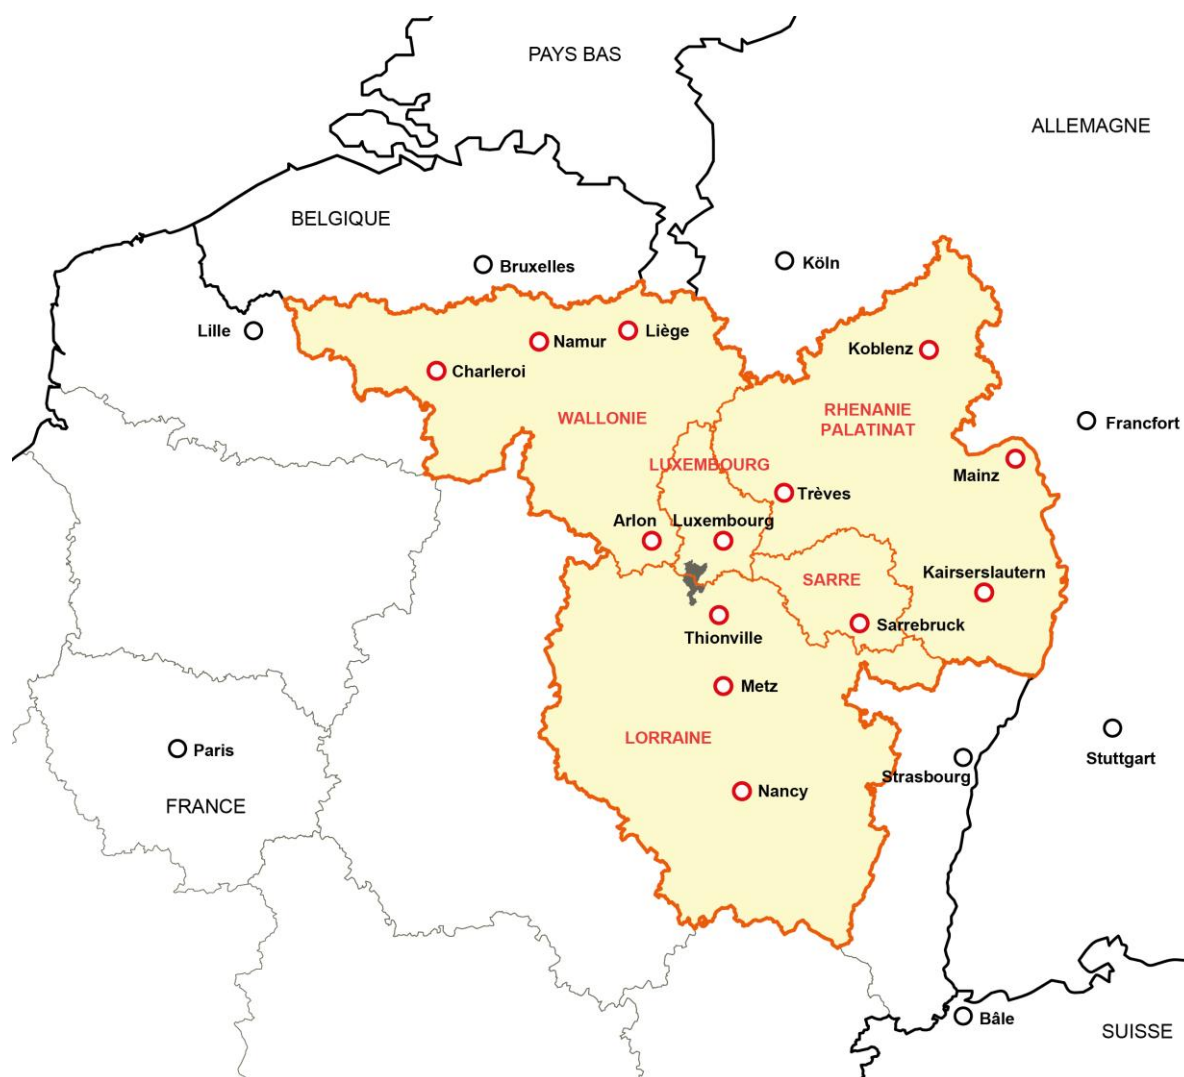 PAYS BAS
ALLEMAGNE
BELGIQUE
Bruxelles
Köln
Lille
Namur
Liège
Koblenz
Charleroi
WALLONIE
RHENANIE
PALATINAT
Francfort
LUXEMBOURG
Mainz
Trèves
Arlon
Luxembourg
SARRE
Kairserslautern
Thionville
Sarrebruck
Metz
LORRAINE
Paris
Strasbourg
Stuttgart
FRANCE
Nancy
Bâle
SUISSE